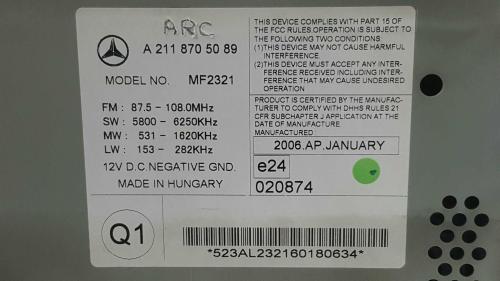 ARC
A 211 870 50 89
MODEL NO. MF2321
FM : 87.5 - 108.0MHz
SW : 5800 - 6250KHz
MW : 531 - 1620KHz
LW : 153 - 282KHz
12V D.C.NEGATIVE GND.
MADE IN HUNGARY
Q1
THIS DEVICE COMPLIES WITH PART 15 OF
THE FCC RULES.OPERATION IS SUBJECT TO
THE FOLLOWING TWO CONDITIONS:
(1)THIS DEVICE MAY NOT CAUSE HARMFUL
INTERFERENCE.
(2)THIS DEVICE MUST ACCEPT ANY INTER-
FERENCE RECEIVED INCLUDING INTER-
FERENCE THAT MAY CAUSE UNDESIRED
OPERATION
PRODUCT IS CERTIFIED BY THE MANUFAC-
TURER TO COMPLY WITH DHHS RULES 21
CFR SUBCHAPTER J APPLICATION AT THE
DATE OF MANUFACTURE.
MANUFACTURED :
2006.AP.JANUARY
e24
020874
*523AL232160180634*